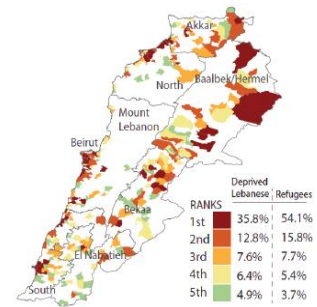 Akkar
Baalbek/Hermel
North
Mount
Lebanon
Beirut
Bekaa
El Nabatieh
South
Deprived
Lebanese Refugees
RANKS
1st 35.8% 54.1%
2nd 12.8% 15.8%
3rd 7.6% 7.7%
4th 6.4% 5.4%
5th 4.9% 3.7%